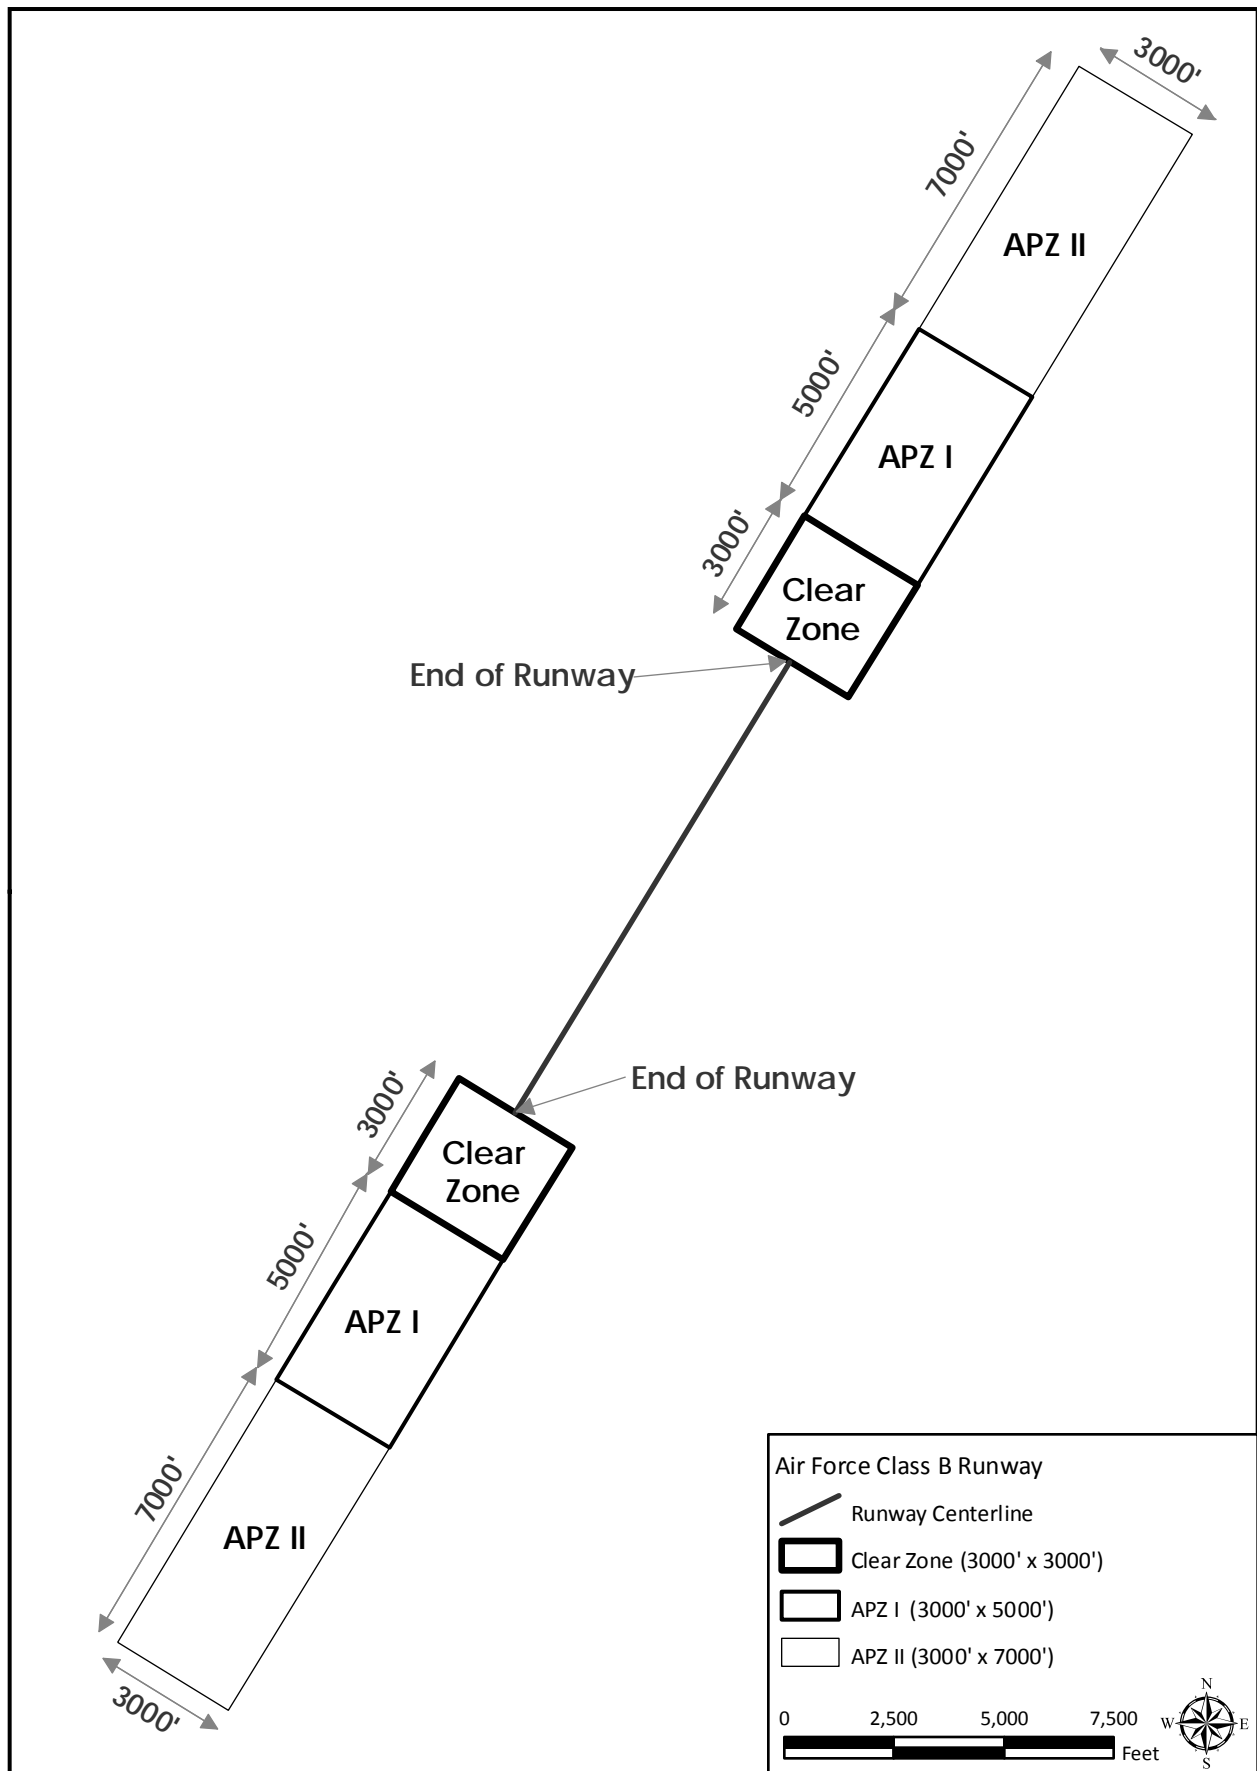 3000'
7000'
APZ II
5000'
APZ I
3000'
Clear
Zone
End of Runway
End of Runway
3000'
Clear
Zone
5000'
APZ I
7000'
APZ II
3000'
Air Force Class B Runway
Runway Centerline
Clear Zone (3000' x 3000')
APZ I (3000' x 5000')
APZ II (3000' x 7000')
0 2,500 5,000 7,500
Feet
N
W E
S